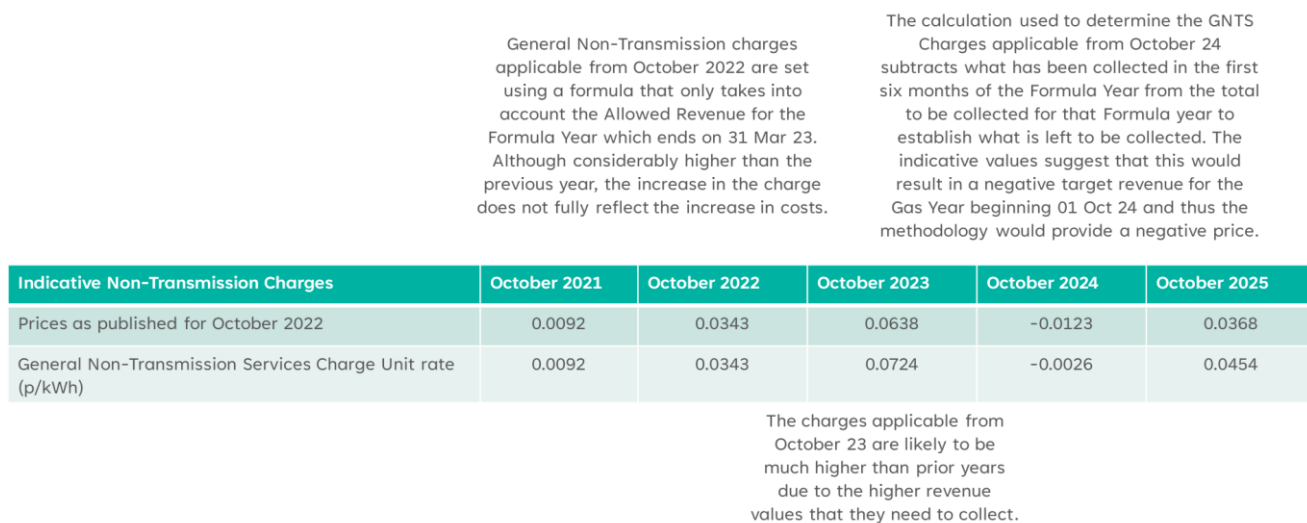 General Non-Transmission charges
applicable from October 2022 are set
using a formula that only takes into
account the Allowed Revenue for the
Formula Year which ends on 31 Mar 23.
Although considerably higher than the
previous year, the increase in the charge
does not fully reflect the increase in costs.
The calculation used to determine the GNTS
Charges applicable from October 24
subtracts what has been collected in the first
six months of the Formula Year from the total
to be collected for that Formula year to
establish what is left to be collected. The
indicative values suggest that this would
result in a negative target revenue for the
Gas Year beginning 01 Oct 24 and thus the
methodology would provide a negative price.
Indicative Non-Transmission Charges October 2021 October 2022 October 2023 October 2024 October 2025
Prices as published for October 2022 0.0092 0.0343 0.0638 -0.0123 0.0368
General Non-Transmission Services Charge Unit rate 0.0092 0.0343 0.0724 -0.0026 0.0454
(p/kWh)
The charges applicable from
October 23 are likely to be
much higher than prior years
due to the higher revenue
values that they need to collect.